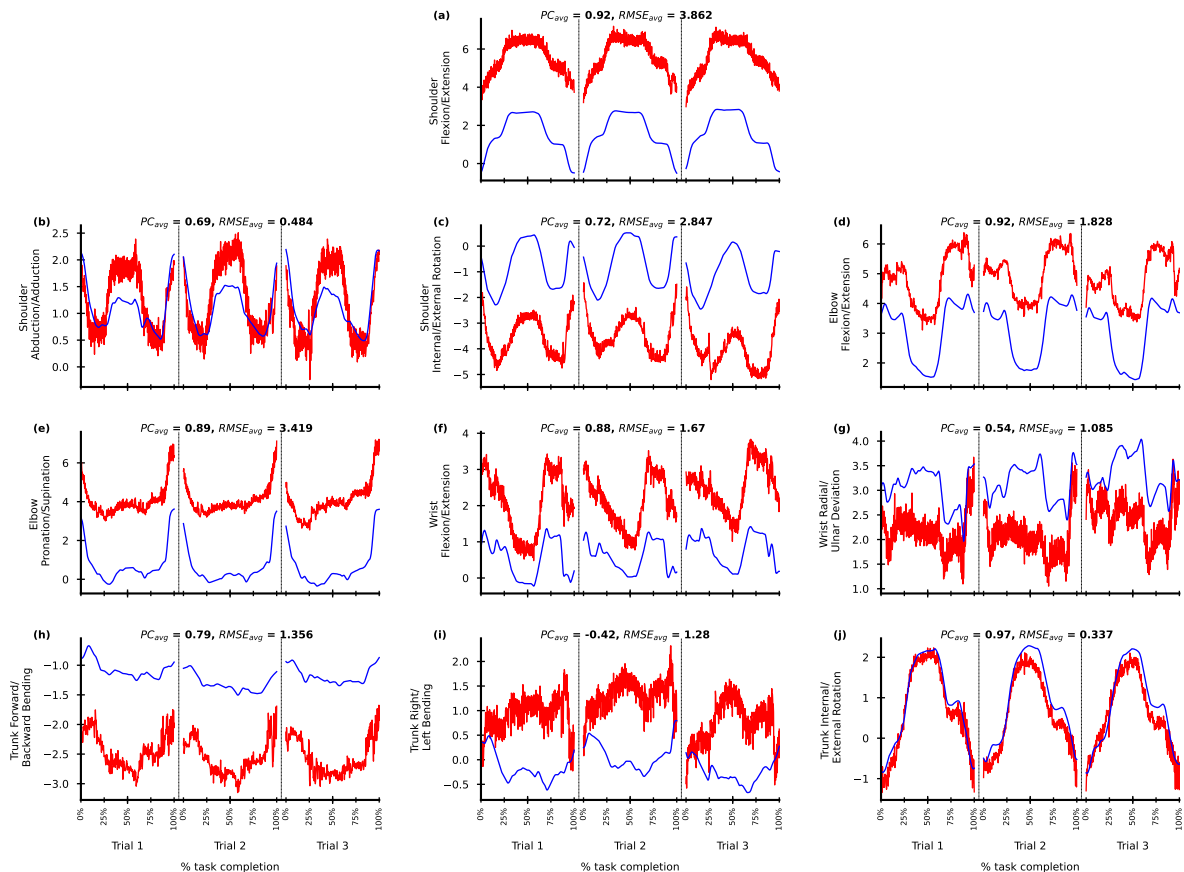 (a) PC_avg = 0.92, RMSE_avg = 3.862
Shoulder
Flexion/Extension
6
4
2
0
(b) PC_avg = 0.69, RMSE_avg = 0.484
Shoulder
Abduction/Adduction
2.5
2.0
1.5
1.0
0.5
0.0
(c) PC_avg = 0.72, RMSE_avg = 2.847
Shoulder
Internal/External Rotation
0
−1
−2
−3
−4
−5
(d) PC_avg = 0.92, RMSE_avg = 1.828
Elbow
Flexion/Extension
6
5
4
3
2
(e) PC_avg = 0.89, RMSE_avg = 3.419
Elbow
Pronation/Supination
6
4
2
0
(f) PC_avg = 0.88, RMSE_avg = 1.67
Wrist
Flexion/Extension
4
3
2
1
0
(g) PC_avg = 0.54, RMSE_avg = 1.085
Wrist Radial/
Ulnar Deviation
4.0
3.5
3.0
2.5
2.0
1.5
1.0
(h) PC_avg = 0.79, RMSE_avg = 1.356
Trunk Forward/
Backward Bending
−1.0
−1.5
−2.0
−2.5
−3.0
0% 25% 50% 75% 100% 0% 25% 50% 75% 100% 0% 25% 50% 75% 100%
Trial 1 Trial 2 Trial 3
% task completion
(i) PC_avg = -0.42, RMSE_avg = 1.28
Trunk Right/
Left Bending
2.0
1.5
1.0
0.5
0.0
−0.5
0% 25% 50% 75% 100% 0% 25% 50% 75% 100% 0% 25% 50% 75% 100%
Trial 1 Trial 2 Trial 3
% task completion
(j) PC_avg = 0.97, RMSE_avg = 0.337
Trunk Internal/
External Rotation
2
1
0
−1
0% 25% 50% 75% 100% 0% 25% 50% 75% 100% 0% 25% 50% 75% 100%
Trial 1 Trial 2 Trial 3
% task completion